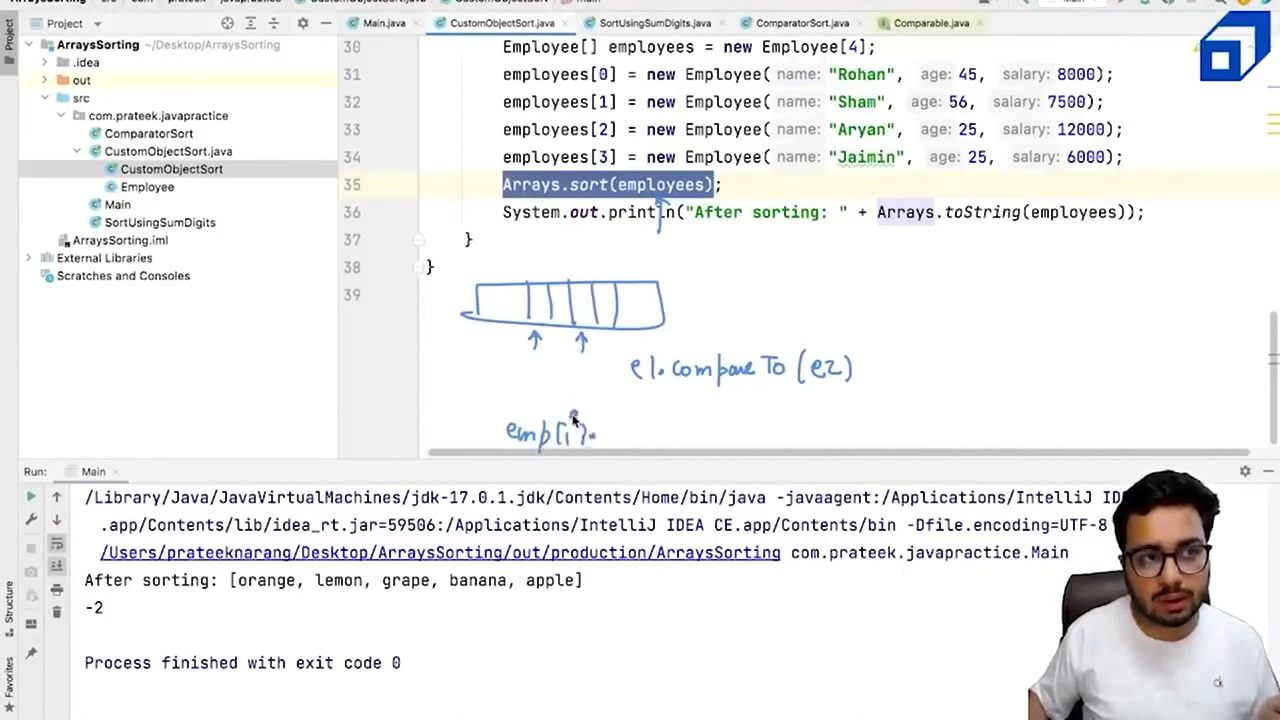 Project
Main.java
CustomObjectSort.java
SortUsingSumDigits.java
ComparatorSort.java
Comparable.java
Project
ArraysSorting ~/Desktop/ArraysSorting
.idea
out
src
com.prateek.javapractice
ComparatorSort
CustomObjectSort.java
CustomObjectSort
Employee
Main
SortUsingSumDigits
ArraysSorting.iml
External Libraries
Scratches and Consoles
30 Employee[] employees = new Employee[4];
31 employees[0] = new Employee( name: "Rohan", age: 45, salary: 8000);
32 employees[1] = new Employee( name: "Sham", age: 56, salary: 7500);
33 employees[2] = new Employee( name: "Aryan", age: 25, salary: 12000);
34 employees[3] = new Employee( name: "Jaimin", age: 25, salary: 6000);
35 Arrays.sort(employees);
36 System.out.println("After sorting: " + Arrays.toString(employees));
37 }
38 }
39
e1.compareTo(e2)
emp[i].
Run: Main
/Library/Java/JavaVirtualMachines/jdk-17.0.1.jdk/Contents/Home/bin/java -javaagent:/Applications/IntelliJ ID
.app/Contents/lib/idea_rt.jar=59506:/Applications/IntelliJ IDEA CE.app/Contents/bin -Dfile.encoding=UTF-8
/Users/prateeknarang/Desktop/ArraysSorting/out/production/ArraysSorting com.prateek.javapractice.Main
After sorting: [orange, lemon, grape, banana, apple]
-2
Process finished with exit code 0
Structure
Favorites